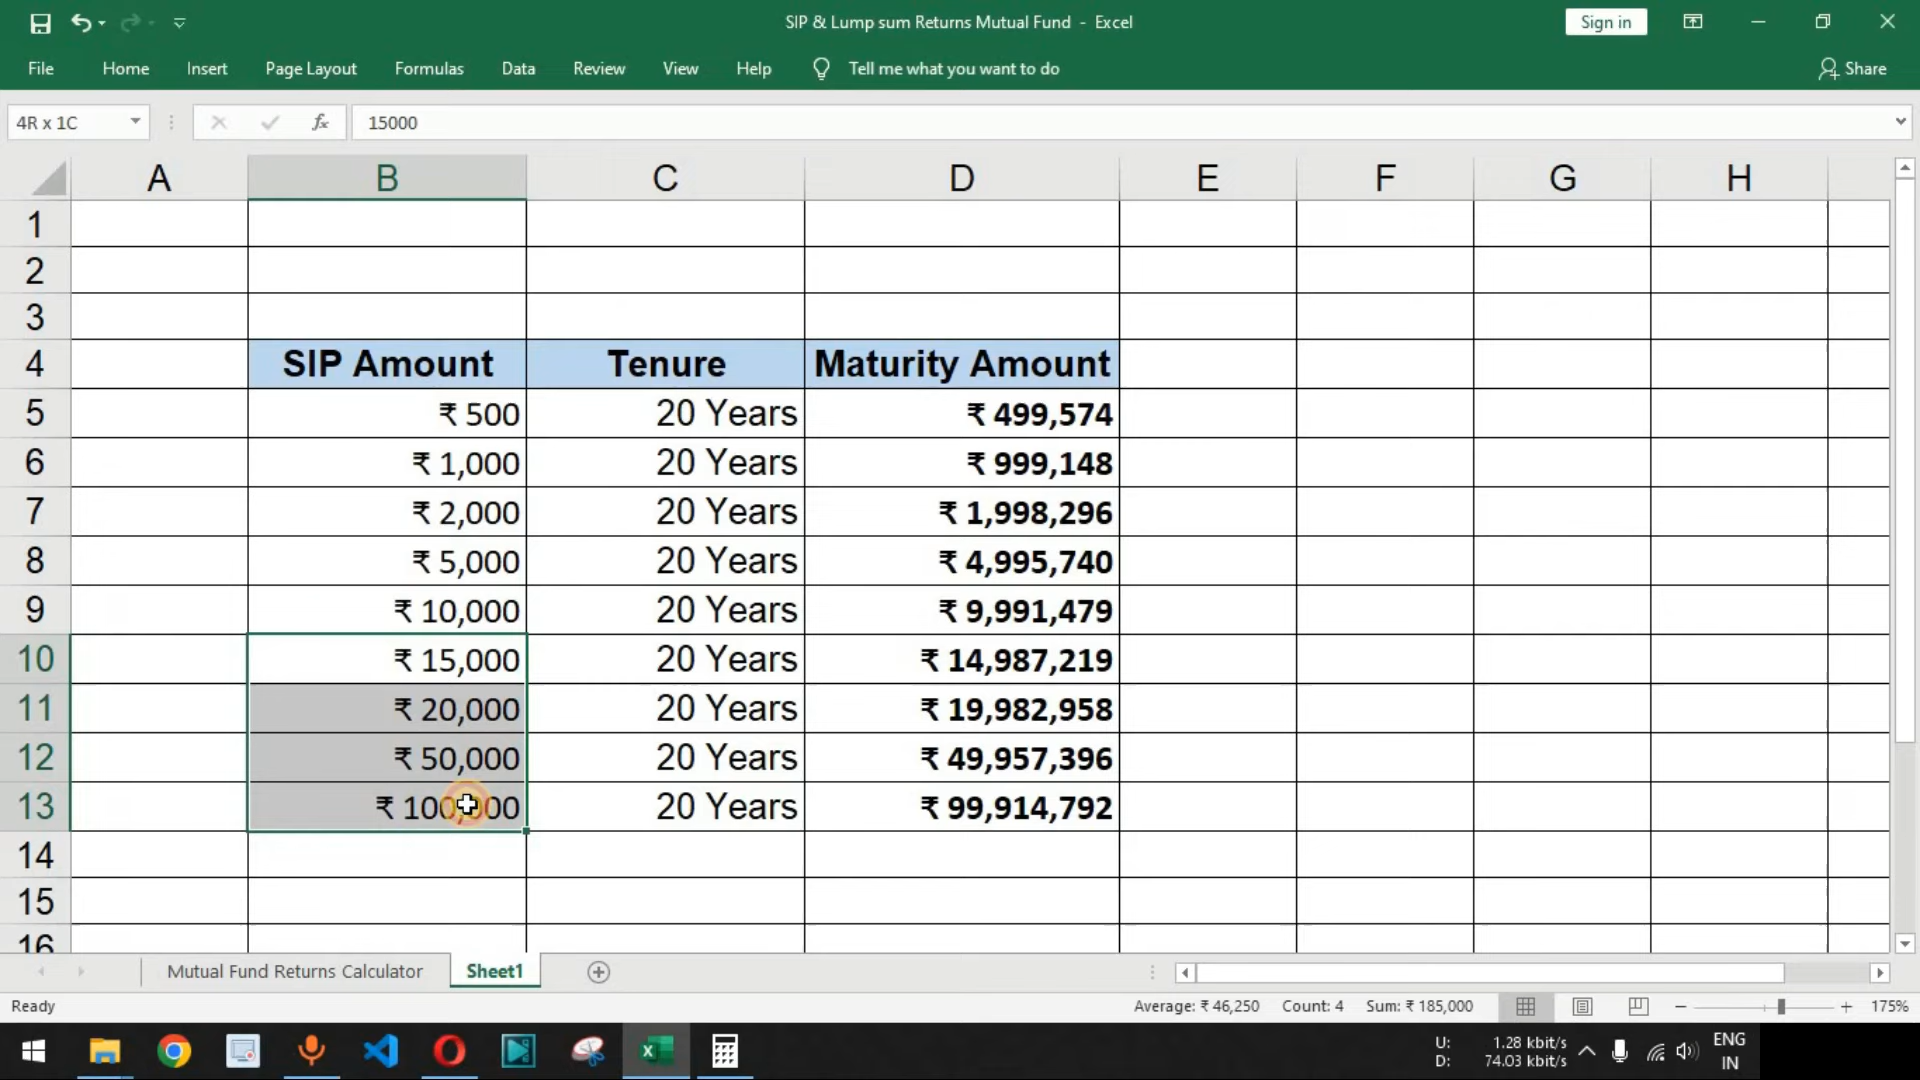 SIP & Lump sum Returns Mutual Fund - Excel
Sign in
File Home Insert Page Layout Formulas Data Review View Help Tell me what you want to do Share
4R x 1C fx 15000
A B C D E F G H
1
2
3
4 SIP Amount Tenure Maturity Amount
5 ₹ 500 20 Years ₹ 499,574
6 ₹ 1,000 20 Years ₹ 999,148
7 ₹ 2,000 20 Years ₹ 1,998,296
8 ₹ 5,000 20 Years ₹ 4,995,740
9 ₹ 10,000 20 Years ₹ 9,991,479
10 ₹ 15,000 20 Years ₹ 14,987,219
11 ₹ 20,000 20 Years ₹ 19,982,958
12 ₹ 50,000 20 Years ₹ 49,957,396
13 ₹ 100,000 20 Years ₹ 99,914,792
14
15
16
Mutual Fund Returns Calculator Sheet1
Ready Average: ₹ 46,250 Count: 4 Sum: ₹ 185,000 175%
U: 1.28 kbit/s ENG
D: 74.03 kbit/s IN